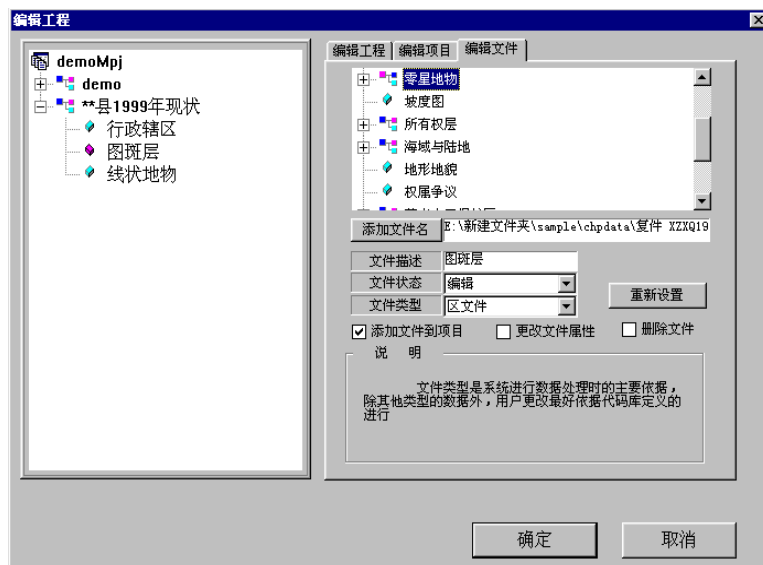 编辑工程
demoMpj
demo
**县1999年现状
行政辖区
图斑层
线状地物
编辑工程 编辑项目 编辑文件
零星地物
坡度图
所有权层
海域与陆地
地形地貌
权属争议
添加文件名 E:\新建文件夹\sample\chpdata\复件 XZXQ19
文件描述 图斑层
文件状态 编辑
文件类型 区文件
重新设置
添加文件到项目 更改文件属性 删除文件
说 明
文件类型是系统进行数据处理时的主要依据，
除其他类型的数据外，用户更改最好依据代码库定义的
进行
确定 取消